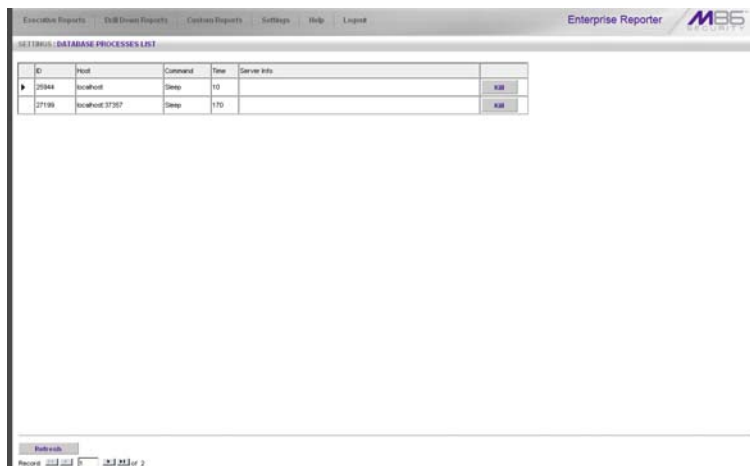 Executive Reports Drill Down Reports Custom Reports Settings Help Logout Enterprise Reporter M86 SECURITY
SETTINGS : DATABASE PROCESSES LIST
ID Host Command Time Server Info
25944 localhost Sleep 10 Kill
27199 localhost:37357 Sleep 170 Kill
Refresh
Record 1 of 2